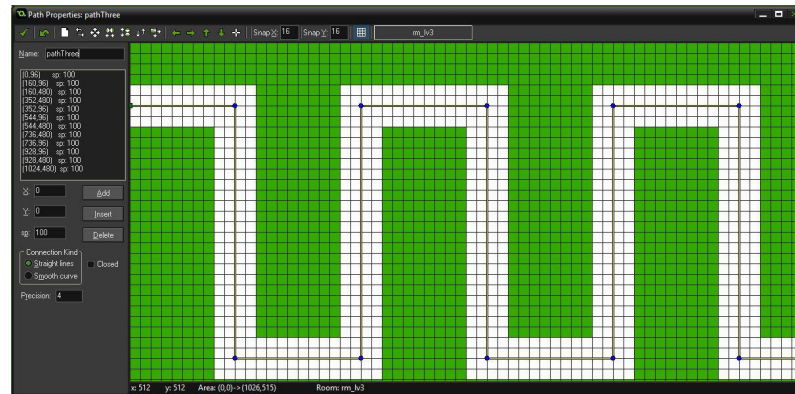 Path Properties: pathThree
Snap X: 16 Snap Y: 16 rm_lv3
Name: pathThree
(0,96) sp: 100
(160,96) sp: 100
(160,480) sp: 100
(352,480) sp: 100
(352,96) sp: 100
(544,96) sp: 100
(544,480) sp: 100
(736,480) sp: 100
(736,96) sp: 100
(928,96) sp: 100
(928,480) sp: 100
(1024,480) sp: 100
X: 0 Add
Y: 0 Insert
sp: 100 Delete
Connection Kind
Straight lines Closed
Smooth curve
Precision: 4
x: 512 y: 512 Area: (0,0)->(1026,515) Room: rm_lv3